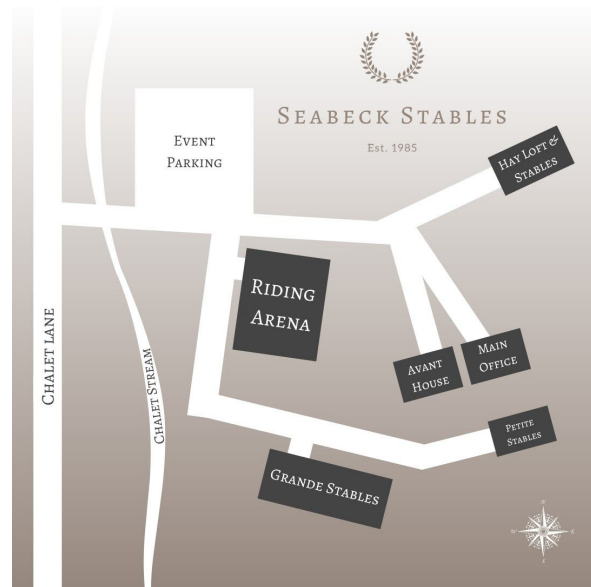 SEABECK STABLES
Est. 1985
EVENT
PARKING
HAY LOFT &
STABLES
RIDING
ARENA
CHALET LANE
CHALET STREAM
AVANT
HOUSE
MAIN
OFFICE
PETITE
STABLES
GRANDE STABLES